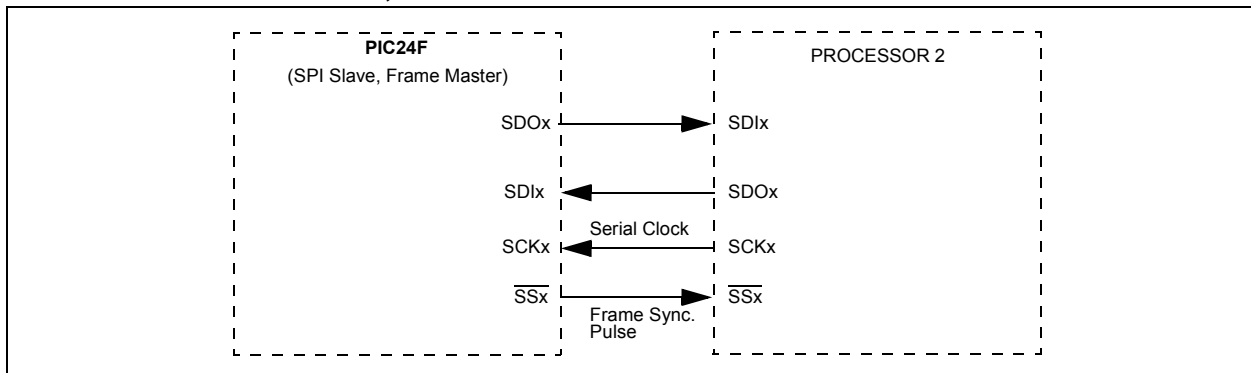 PIC24F
(SPI Slave, Frame Master)
PROCESSOR 2
SDOx
SDIx
SDIx
SDOx
Serial Clock
SCKx
SCKx
SSx
SSx
Frame Sync.
Pulse